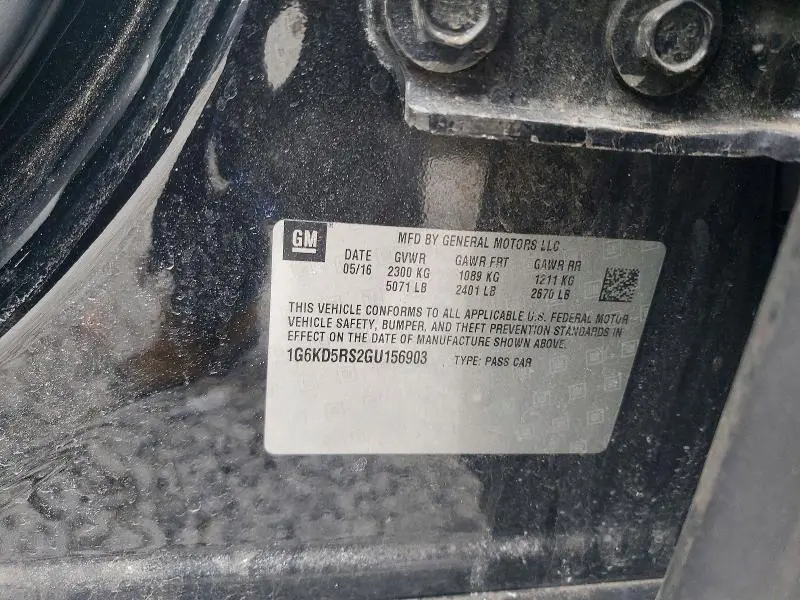 GM
MFD BY GENERAL MOTORS LLC
DATE GVWR GAWR FRT GAWR RR
05/16 2300 KG 1089 KG 1211 KG
5071 LB 2401 LB 2670 LB
THIS VEHICLE CONFORMS TO ALL APPLICABLE U.S. FEDERAL MOTOR
VEHICLE SAFETY, BUMPER, AND THEFT PREVENTION STANDARDS IN
EFFECT ON THE DATE OF MANUFACTURE SHOWN ABOVE.
1G6KD5RS2GU156903 TYPE: PASS CAR